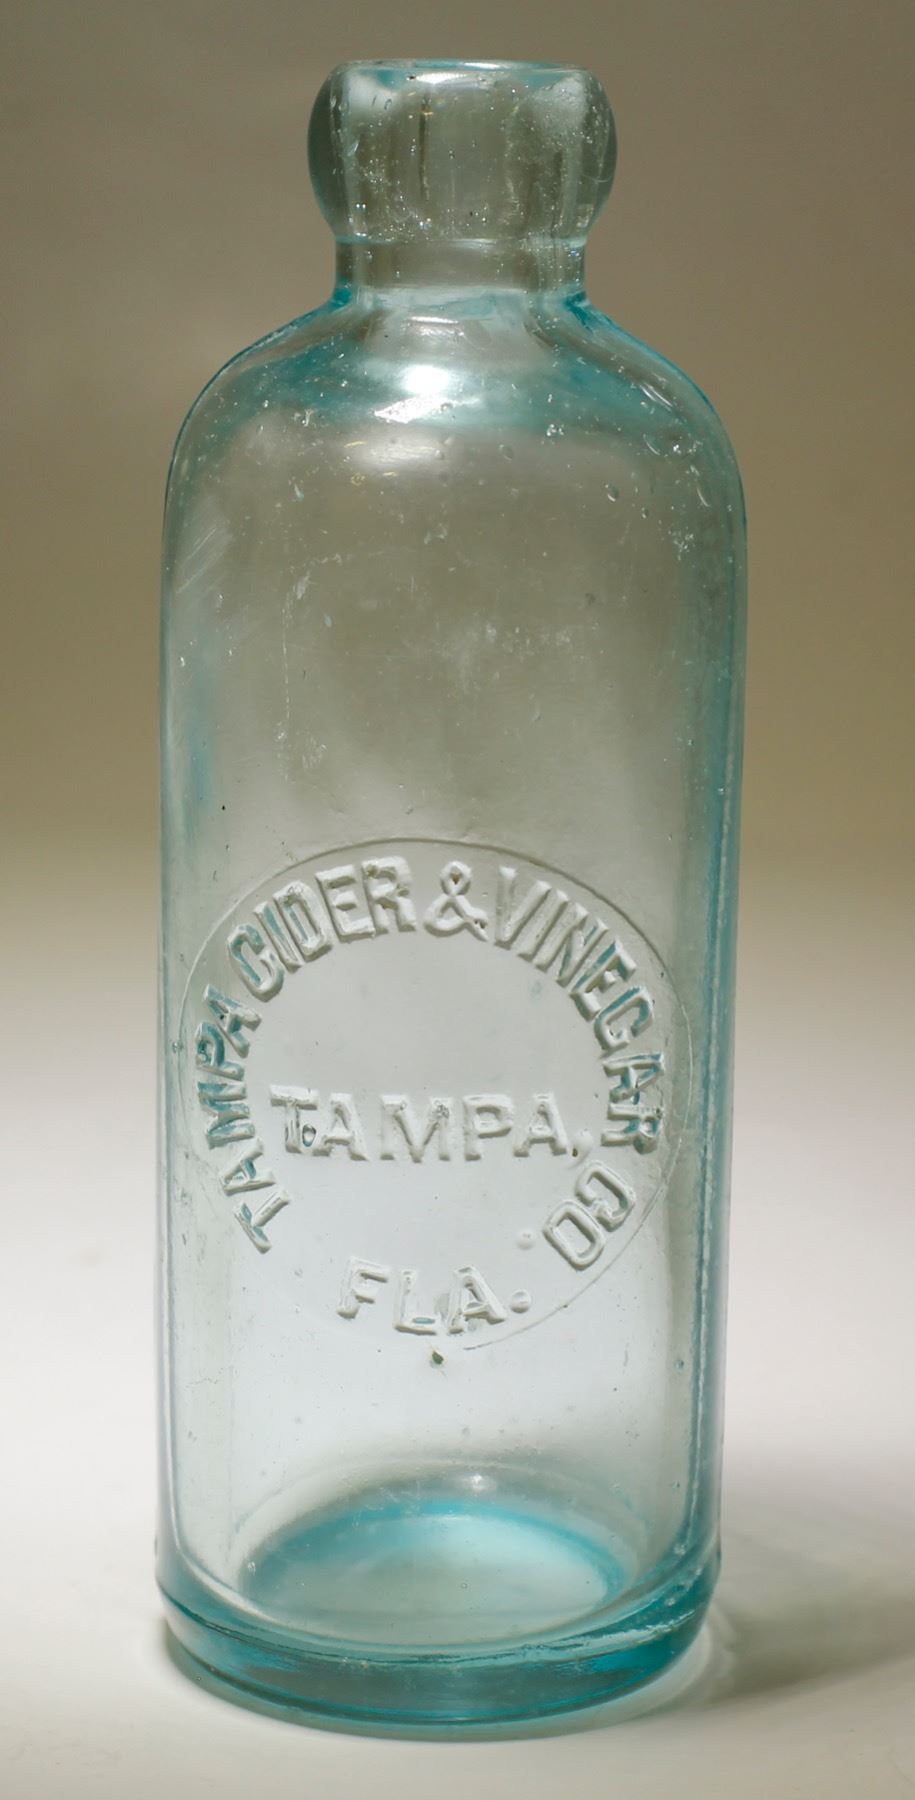 TAMPA CIDER & VINEGAR CO.
TAMPA,
FLA.